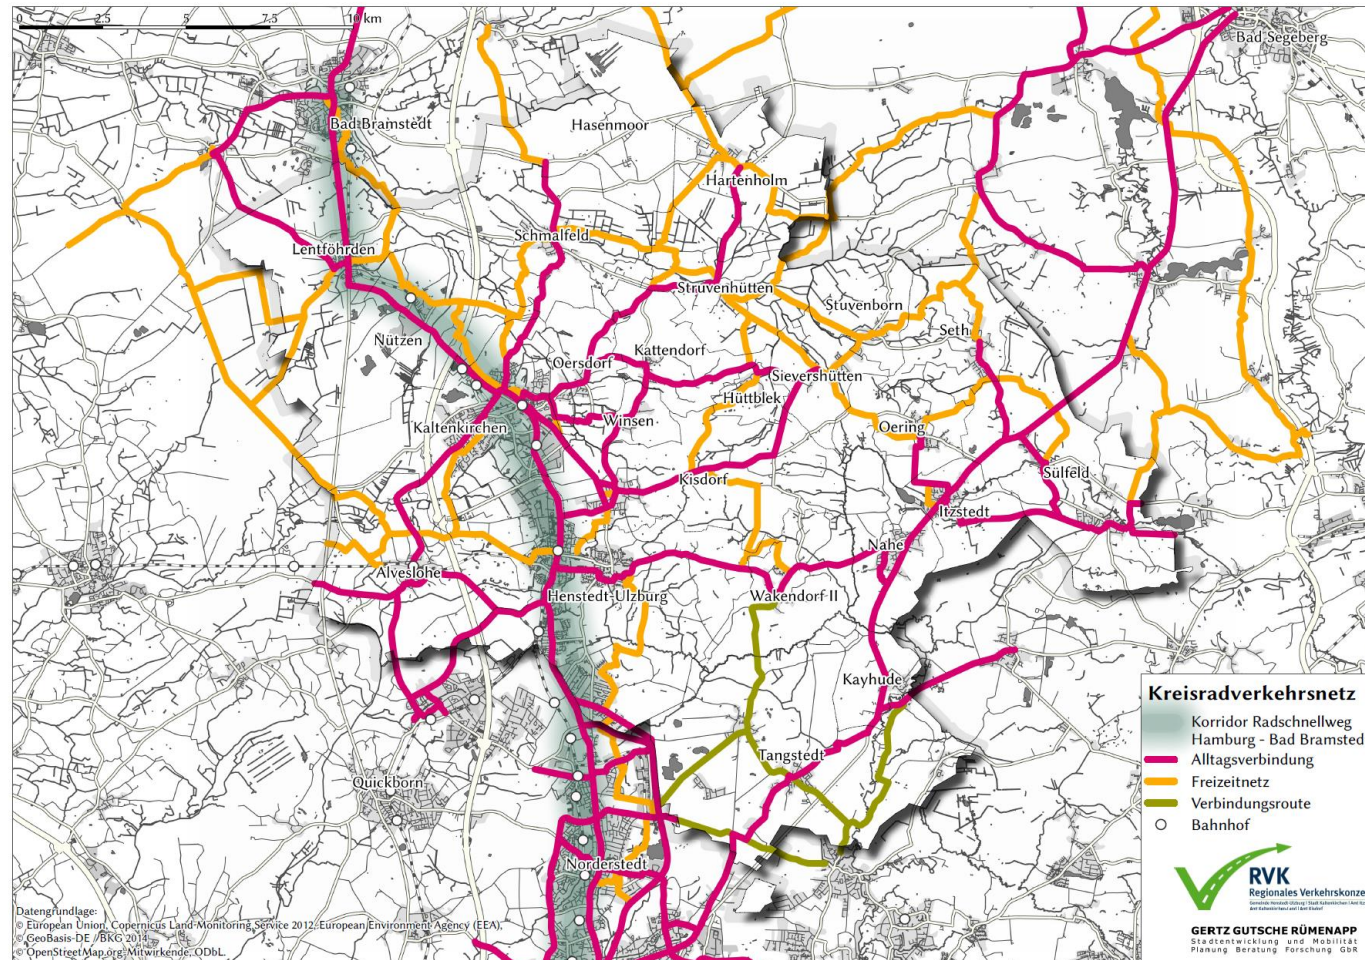 0 2.5 5 7.5 10 km
Bad Segeberg
Bad Bramstedt
Hasenmoor
Hartenholm
Schmalfeld
Lentföhrden
Struvenhütten
Stuvenborn
Nützen
Seth
Oersdorf
Kattendorf
Sievershütten
Hüttblek
Kaltenkirchen
Winsen
Oering
Kisdorf
Sülfeld
Itzstedt
Nahe
Alveslohe
Henstedt-Ulzburg
Wakendorf II
Kayhude
Tangstedt
Quickborn
Norderstedt
Kreisradverkehrsnetz
Korridor Radschnellweg
Hamburg - Bad Bramsted
Alltagsverbindung
Freizeitnetz
Verbindungsroute
Bahnhof
RVK
Regionales Verkehrskonze
GERTZ GUTSCHE RÜMENAPP
Stadtentwicklung und Mobilität
Planung Beratung Forschung GbR
Datengrundlage:
© European Union, Copernicus Land Monitoring Service 2012, European Environment Agency (EEA),
© GeoBasis-DE / BKG 2014,
© OpenStreetMap.org-Mitwirkende, ODbL.